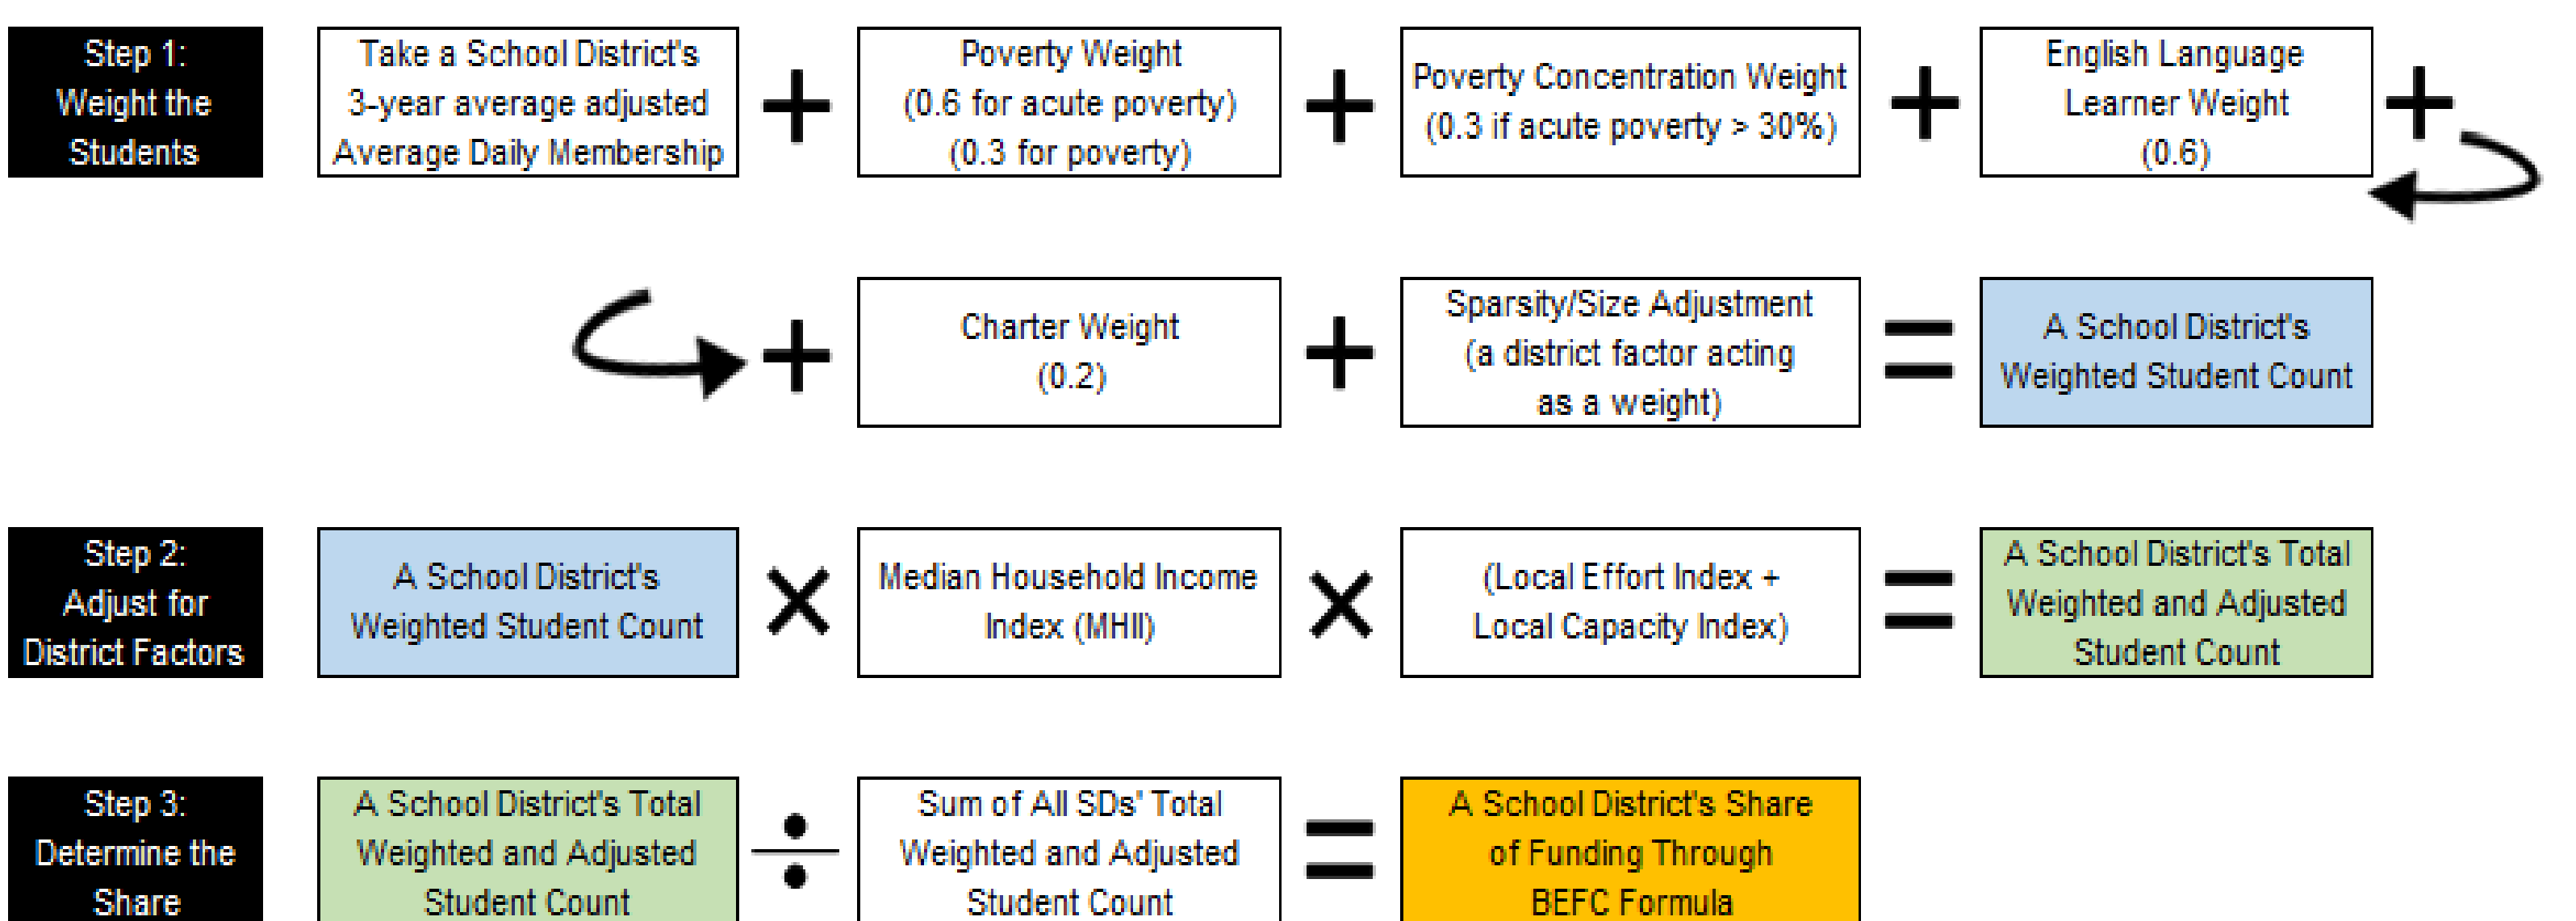 Step 1:
Weight the
Students
Take a School District's
3-year average adjusted
Average Daily Membership
+
Poverty Weight
(0.6 for acute poverty)
(0.3 for poverty)
+
Poverty Concentration Weight
(0.3 if acute poverty > 30%)
+
English Language
Learner Weight
(0.6)
+
+
Charter Weight
(0.2)
+
Sparsity/Size Adjustment
(a district factor acting
as a weight)
=
A School District's
Weighted Student Count
Step 2:
Adjust for
District Factors
A School District's
Weighted Student Count
×
Median Household Income
Index (MHII)
×
(Local Effort Index +
Local Capacity Index)
=
A School District's Total
Weighted and Adjusted
Student Count
Step 3:
Determine the
Share
A School District's Total
Weighted and Adjusted
Student Count
÷
Sum of All SDs' Total
Weighted and Adjusted
Student Count
=
A School District's Share
of Funding Through
BEFC Formula